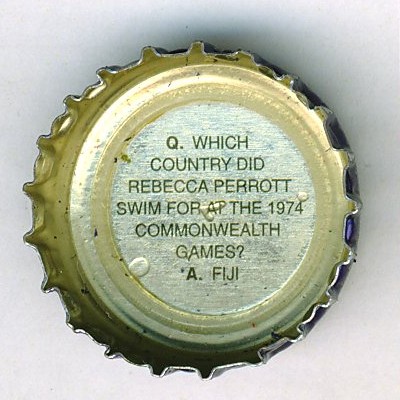 Q. WHICH
COUNTRY DID
REBECCA PERROTT
SWIM FOR AT THE 1974
COMMONWEALTH
GAMES?
A. FIJI